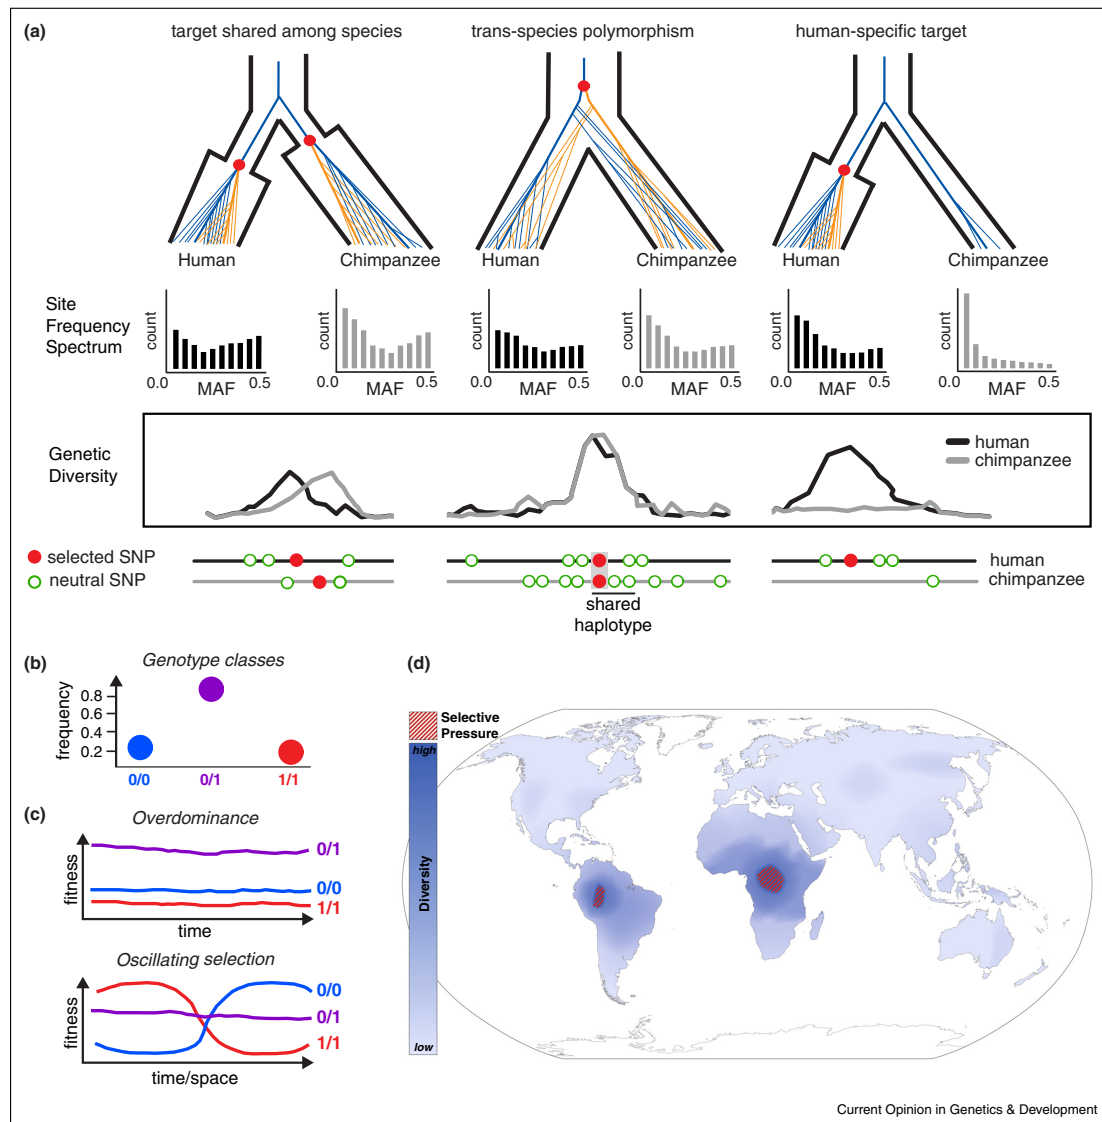 (a)
target shared among species
trans-species polymorphism
human-specific target
Human
Chimpanzee
Human
Chimpanzee
Human
Chimpanzee
Site
Frequency
Spectrum
count
0.0
MAF
0.5
count
0.0
MAF
0.5
count
0.0
MAF
0.5
count
0.0
MAF
0.5
count
0.0
MAF
0.5
count
0.0
MAF
0.5
Genetic
Diversity
human
chimpanzee
selected SNP
neutral SNP
human
chimpanzee
shared
haplotype
(b)
Genotype classes
frequency
0.8
0.6
0.4
0.2
0/0
0/1
1/1
(c)
Overdominance
fitness
0/1
0/0
1/1
time
Oscillating selection
fiitness
0/0
0/1
1/1
time/space
(d)
Selective
Pressure
high
Diversity
low
Current Opinion in Genetics & Development